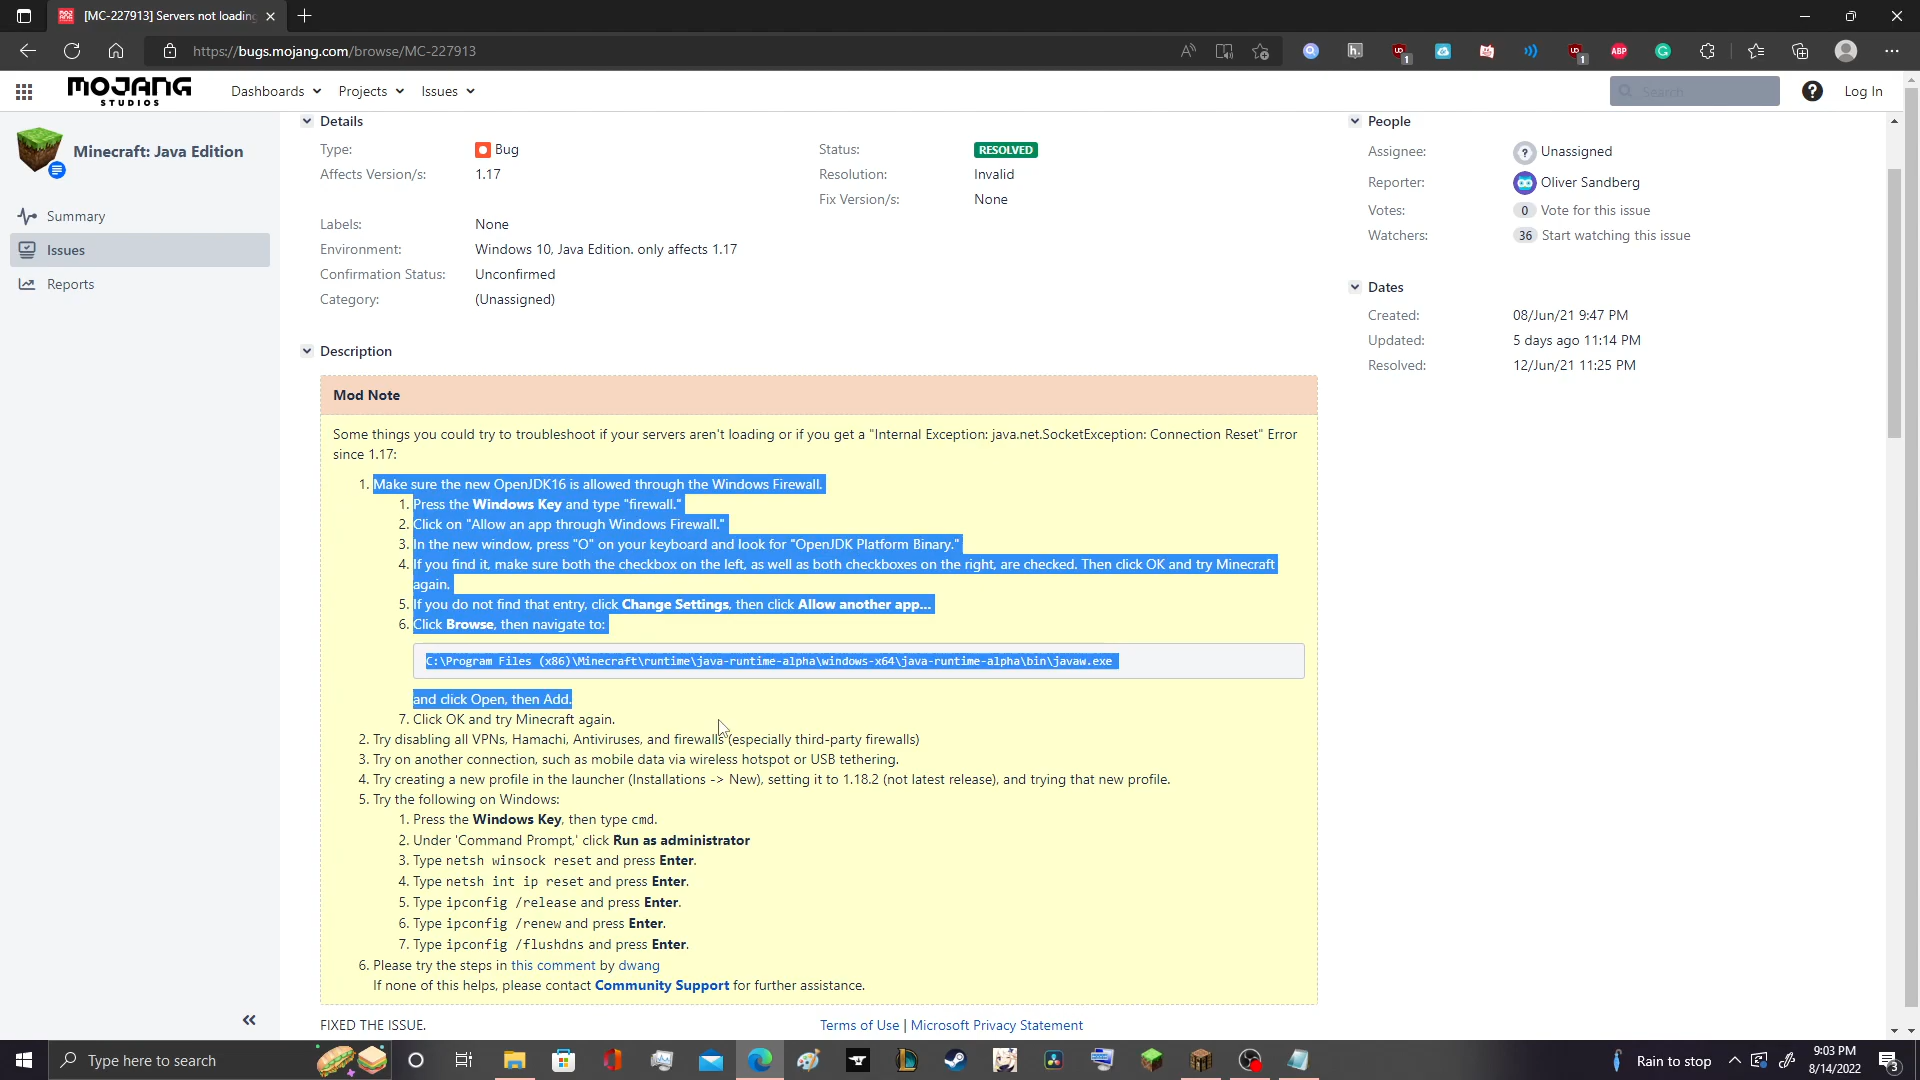 [MC-227913] Servers not loading
https://bugs.mojang.com/browse/MC-227913
MOJANG
STUDIOS
Dashboards
Projects
Issues
Search
Log In
Minecraft: Java Edition
Summary
Issues
Reports
Details
Type:
Bug
Status:
RESOLVED
Affects Version/s:
1.17
Resolution:
Invalid
Fix Version/s:
None
Labels:
None
Environment:
Windows 10, Java Edition. only affects 1.17
Confirmation Status:
Unconfirmed
Category:
(Unassigned)
People
Assignee:
Unassigned
Reporter:
Oliver Sandberg
Votes:
0 Vote for this issue
Watchers:
36 Start watching this issue
Dates
Created:
08/Jun/21 9:47 PM
Updated:
5 days ago 11:14 PM
Resolved:
12/Jun/21 11:25 PM
Description
Mod Note
Some things you could try to troubleshoot if your servers aren't loading or if you get a "Internal Exception: java.net.SocketException: Connection Reset" Error
since 1.17:
1. Make sure the new OpenJDK16 is allowed through the Windows Firewall.
1. Press the Windows Key and type "firewall."
2. Click on "Allow an app through Windows Firewall."
3. In the new window, press "O" on your keyboard and look for "OpenJDK Platform Binary."
4. If you find it, make sure both the checkbox on the left, as well as both checkboxes on the right, are checked. Then click OK and try Minecraft
again.
5. If you do not find that entry, click Change Settings, then click Allow another app...
6. Click Browse, then navigate to:
C:\Program Files (x86)\Minecraft\runtime\java-runtime-alpha\windows-x64\java-runtime-alpha\bin\javaw.exe
and click Open, then Add.
7. Click OK and try Minecraft again.
2. Try disabling all VPNs, Hamachi, Antiviruses, and firewalls (especially third-party firewalls)
3. Try on another connection, such as mobile data via wireless hotspot or USB tethering.
4. Try creating a new profile in the launcher (Installations -> New), setting it to 1.18.2 (not latest release), and trying that new profile.
5. Try the following on Windows:
1. Press the Windows Key, then type cmd.
2. Under 'Command Prompt,' click Run as administrator
3. Type netsh winsock reset and press Enter.
4. Type netsh int ip reset and press Enter.
5. Type ipconfig /release and press Enter.
6. Type ipconfig /renew and press Enter.
7. Type ipconfig /flushdns and press Enter.
6. Please try the steps in this comment by dwang
If none of this helps, please contact Community Support for further assistance.
FIXED THE ISSUE.
Terms of Use | Microsoft Privacy Statement
Type here to search
Rain to stop
9:03 PM
8/14/2022
3